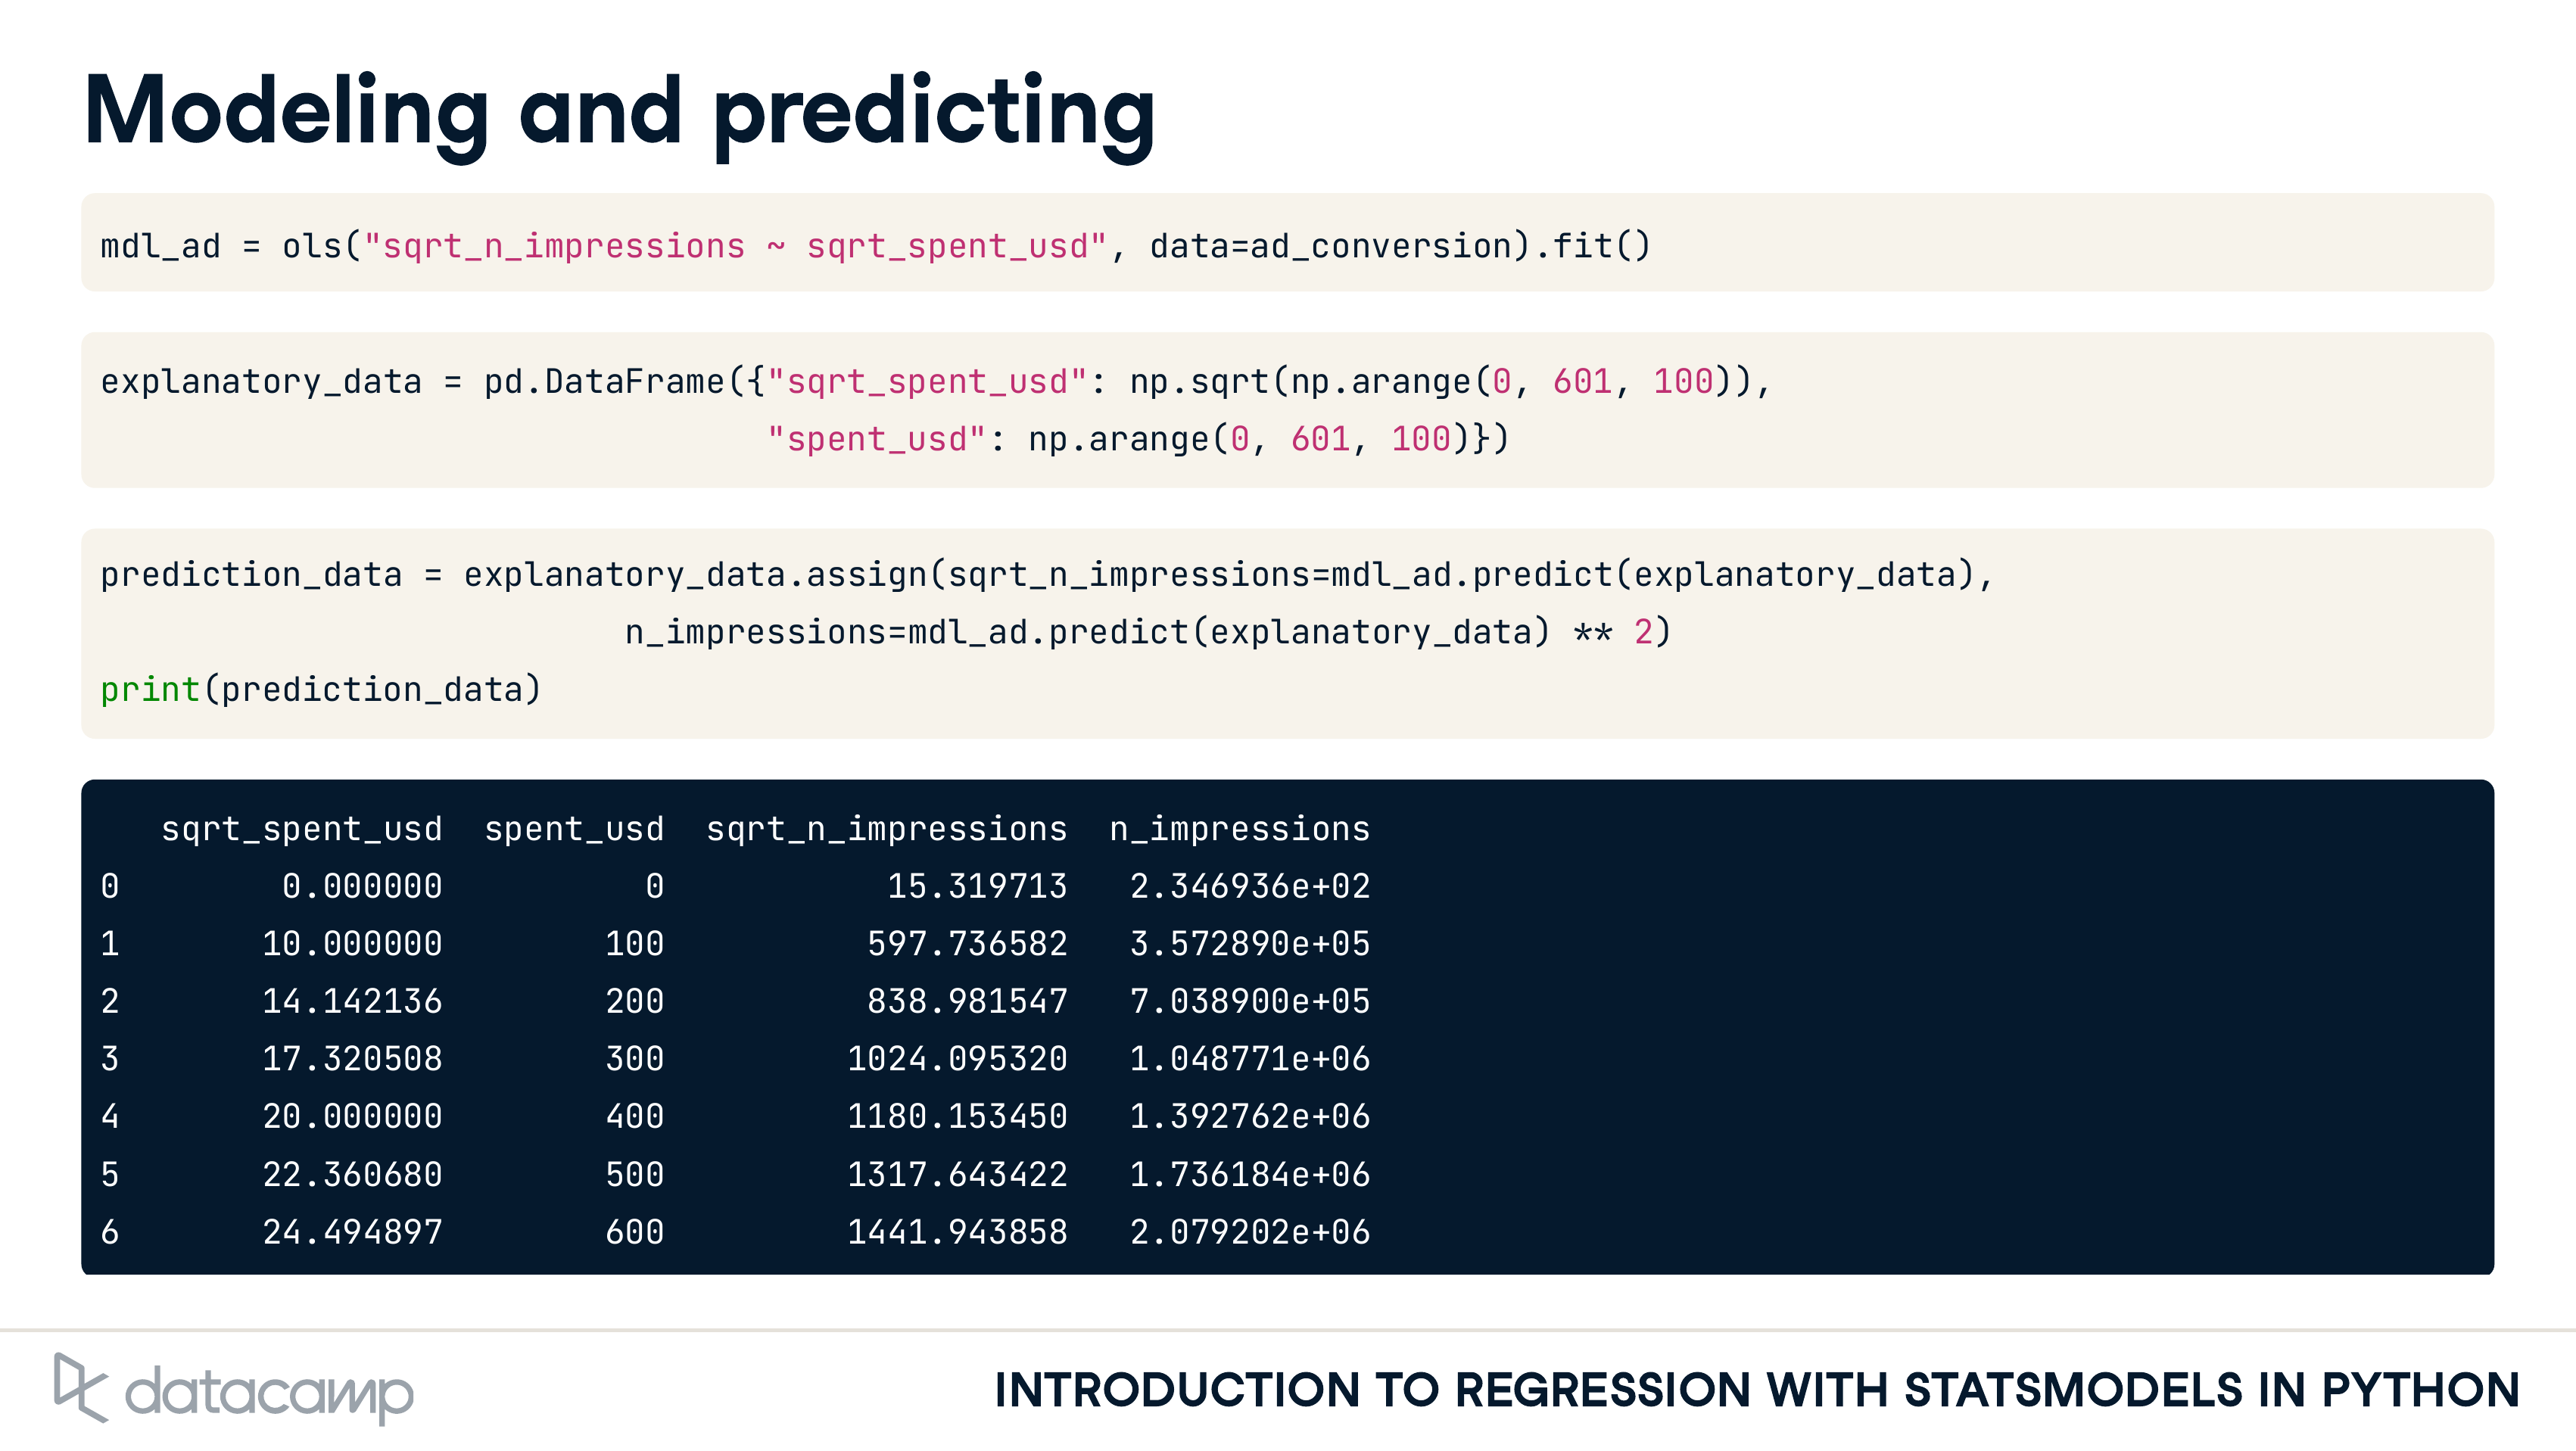 Modeling and predicting
mdl_ad = ols("sqrt_n_impressions ~ sqrt_spent_usd", data=ad_conversion).fit()
explanatory_data = pd.DataFrame({"sqrt_spent_usd": np.sqrt(np.arange(0, 601, 100)),
"spent_usd": np.arange(0, 601, 100)})
prediction_data = explanatory_data.assign(sqrt_n_impressions=mdl_ad.predict(explanatory_data),
n_impressions=mdl_ad.predict(explanatory_data) ** 2)
print(prediction_data)
sqrt_spent_usd spent_usd sqrt_n_impressions n_impressions
0 0.000000 0 15.319713 2.346936e+02
1 10.000000 100 597.736582 3.572890e+05
2 14.142136 200 838.981547 7.038900e+05
3 17.320508 300 1024.095320 1.048771e+06
4 20.000000 400 1180.153450 1.392762e+06
5 22.360680 500 1317.643422 1.736184e+06
6 24.494897 600 1441.943858 2.079202e+06
datacamp
INTRODUCTION TO REGRESSION WITH STATSMODELS IN PYTHON